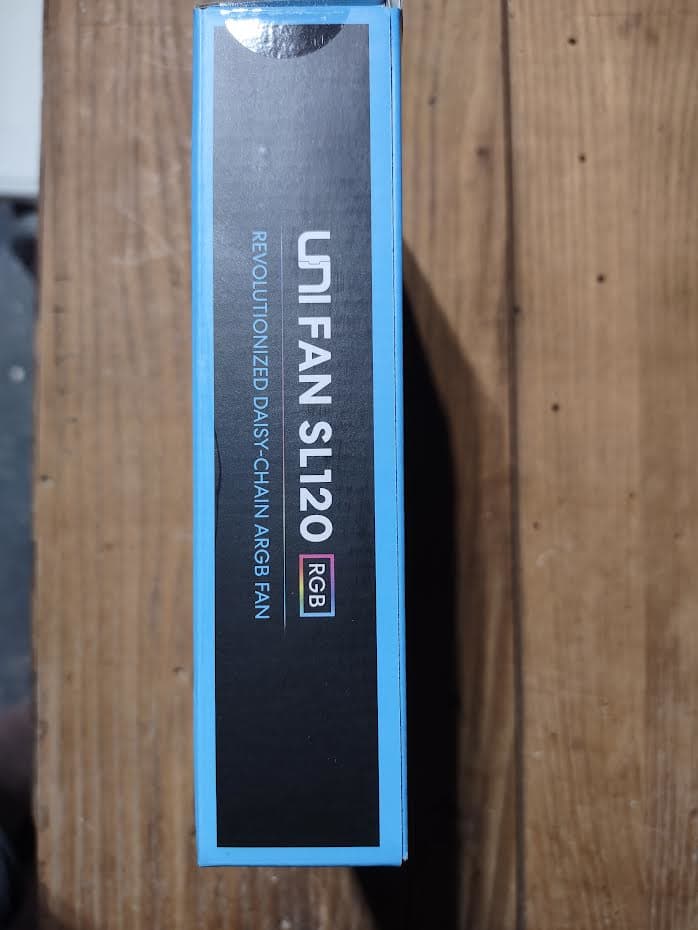 UNI FAN SL120 RGB
REVOLUTIONIZED DAISY-CHAIN ARGB FAN